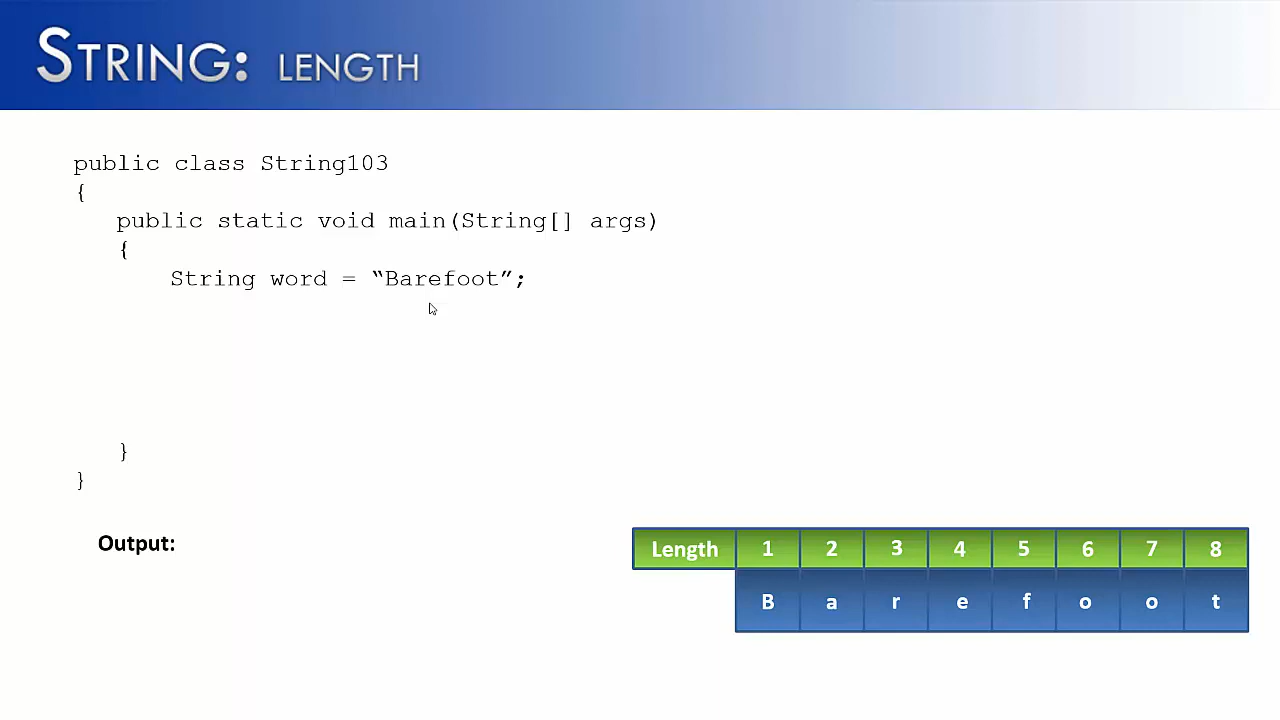 STRING: LENGTH
public class String103
{
public static void main(String[] args)
{
String word = “Barefoot”;
}
}
Output:
Length 1 2 3 4 5 6 7 8
B a r e f o o t